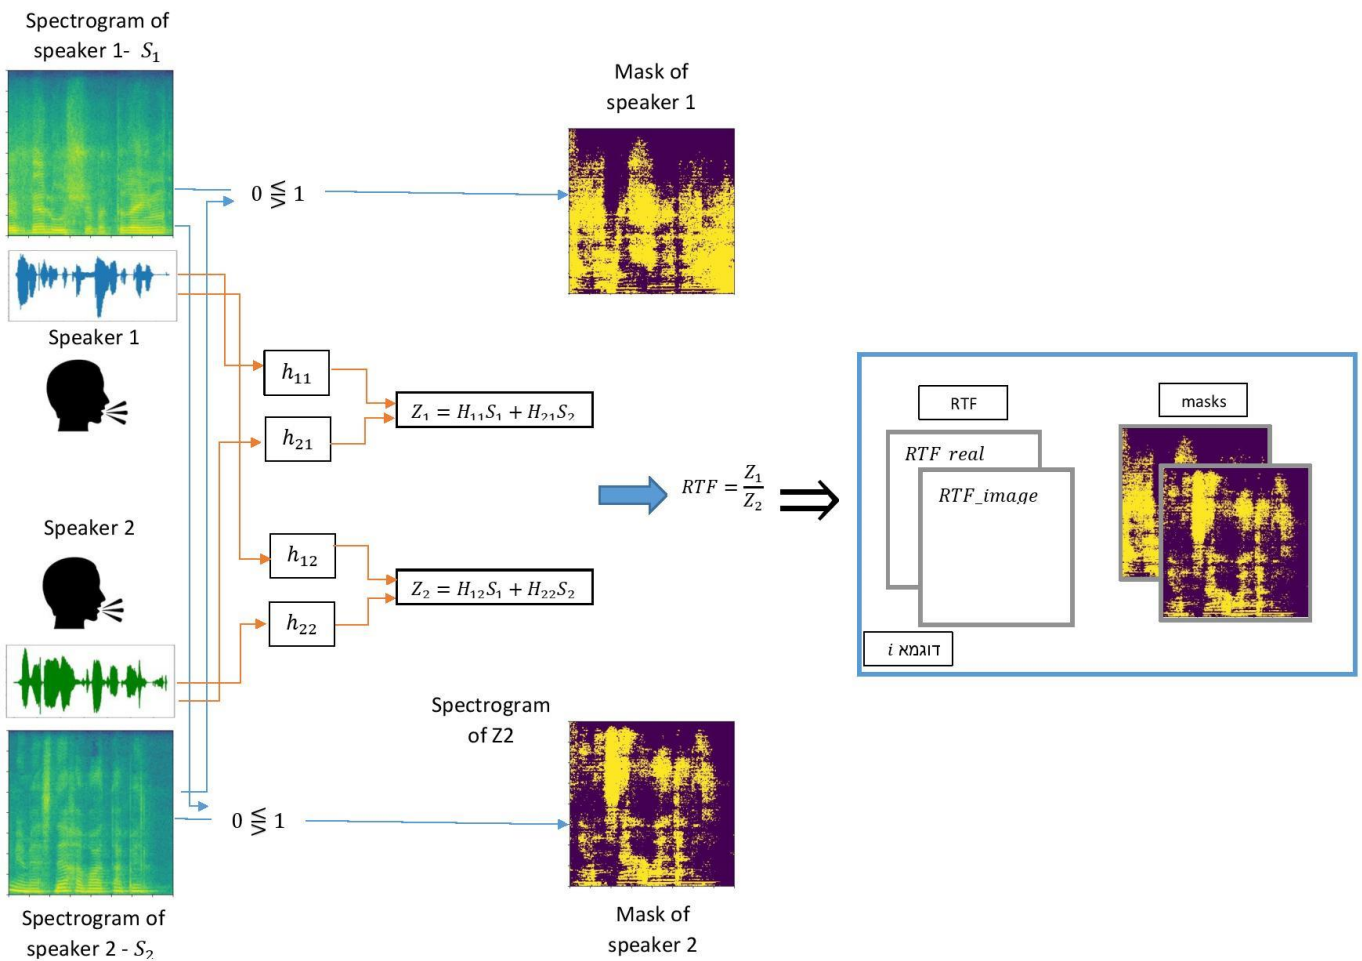 Spectrogram of
speaker 1- S₁
Mask of
speaker 1
0 ⋚ 1
Speaker 1
h₁₁
Z₁ = H₁₁S₁ + H₂₁S₂
h₂₁
RTF
masks
RTF_real
RTF_image
RTF = Z₁/Z₂
Speaker 2
h₁₂
Z₂ = H₁₂S₁ + H₂₂S₂
h₂₂
דוגמא i
Spectrogram
of Z2
0 ⋚ 1
Mask of
speaker 2
Spectrogram of
speaker 2 - S₂